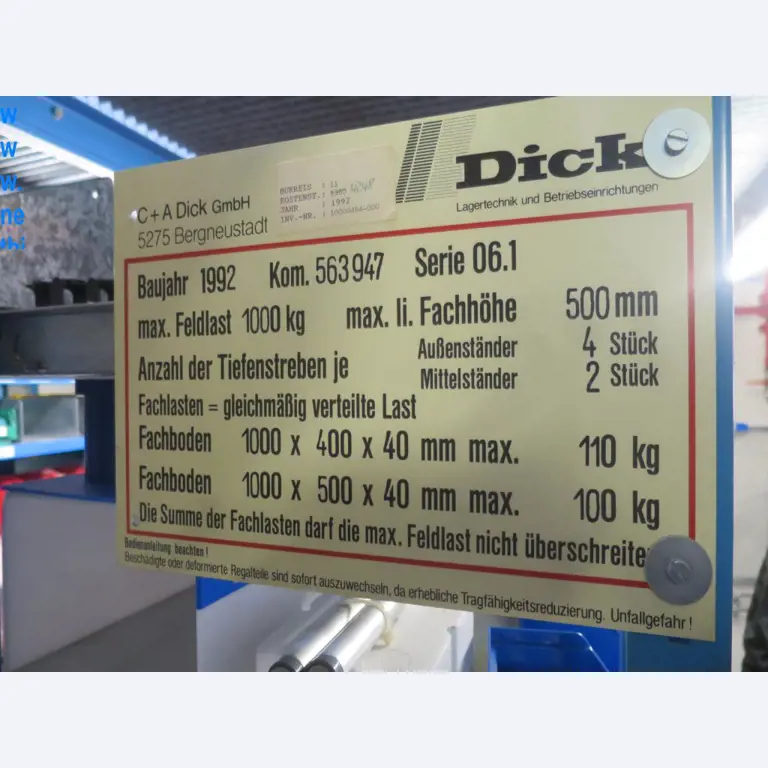 C + A Dick GmbH
5275 Bergneustadt
JAHR : 1992
Dick
Lagertechnik und Betriebseinrichtungen
Baujahr 1992 Kom. 563947 Serie 06.1
max. Feldlast 1000 kg max. li. Fachhöhe 500 mm
Anzahl der Tiefenstreben je Außenständer 4 Stück
Mittelständer 2 Stück
Fachlasten = gleichmäßig verteilte Last
Fachboden 1000 x 400 x 40 mm max. 110 kg
Fachboden 1000 x 500 x 40 mm max. 100 kg
Die Summe der Fachlasten darf die max. Feldlast nicht überschreite
Bedienanleitung beachten!
Beschädigte oder deformierte Regalteile sind sofort auszuwechseln, da erhebliche Tragfähigkeitsreduzierung. Unfallgefahr!